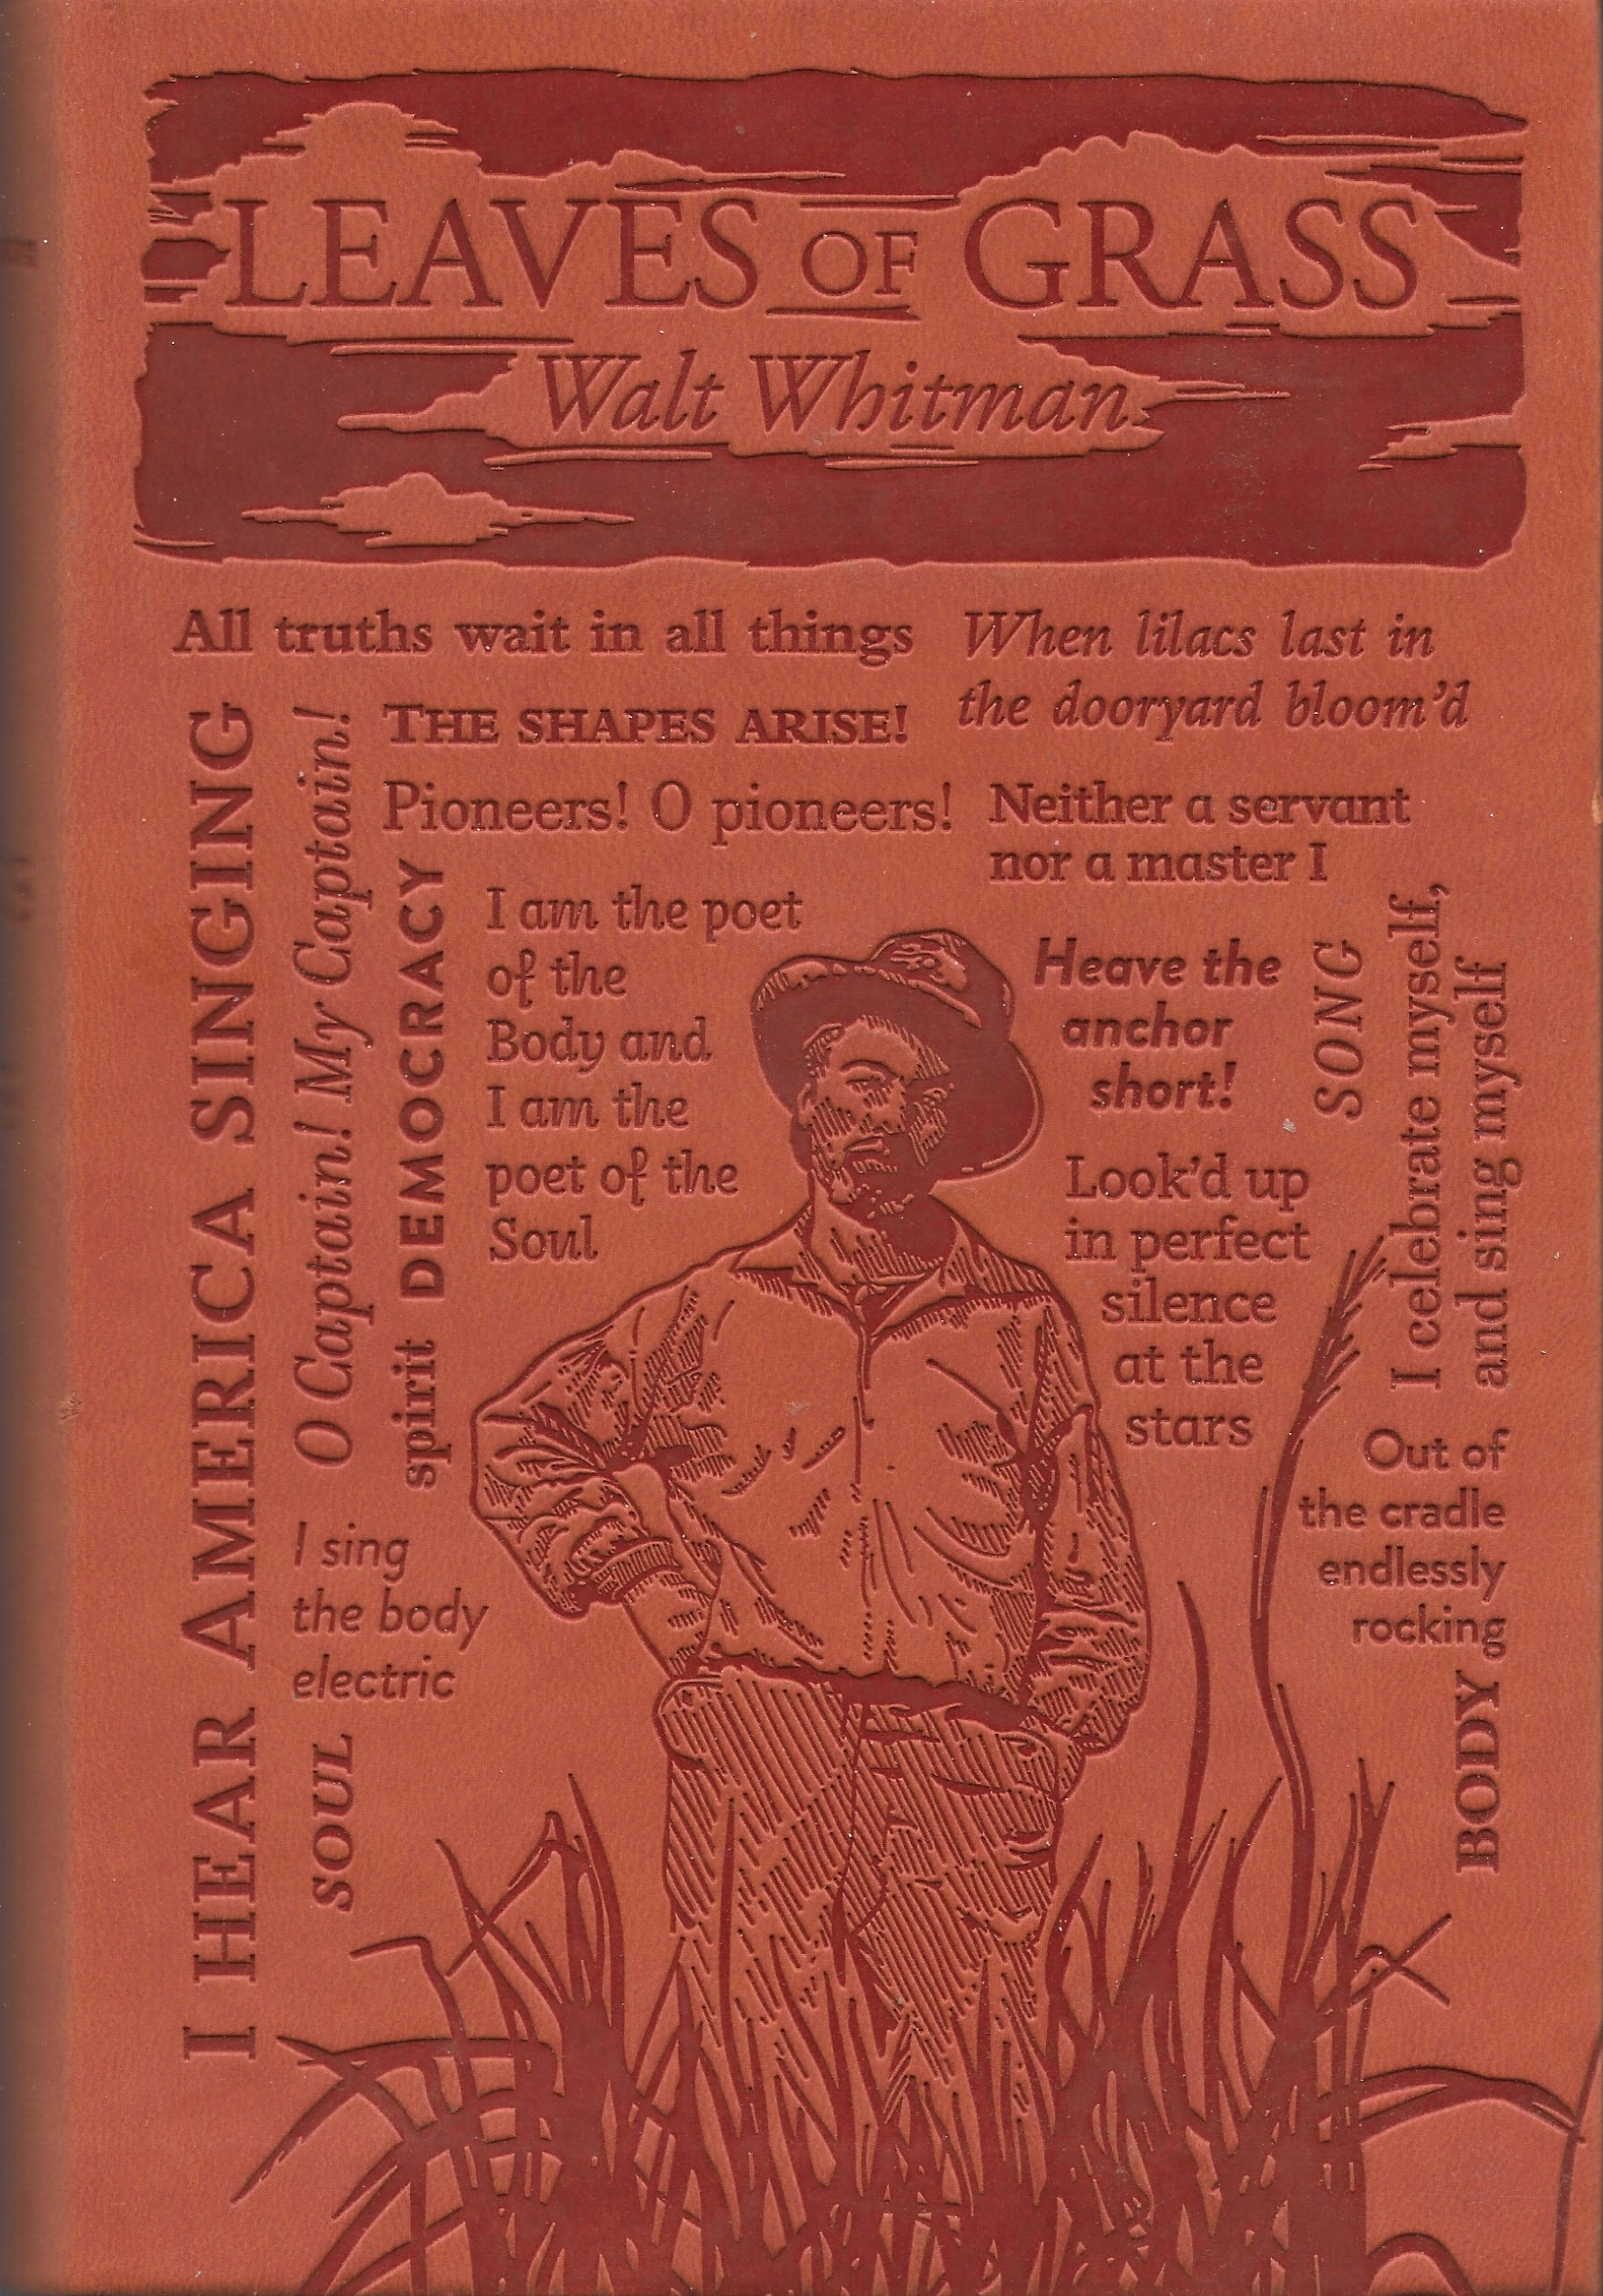 LEAVES OF GRASS
Walt Whitman
All truths wait in all things
When lilacs last in
the dooryard bloom'd
THE SHAPES ARISE!
Pioneers! O pioneers!
Neither a servant
nor a master I
I HEAR AMERICA SINGING
O Captain! My Captain!
DEMOCRACY
spirit
I am the poet
of the
Body and
I am the
poet of the
Soul
Heave the
anchor
short!
SONG
I celebrate myself,
and sing myself
Look'd up
in perfect
silence
at the
stars
Out of
the cradle
endlessly
rocking
I sing
the body
electric
SOUL
BODY